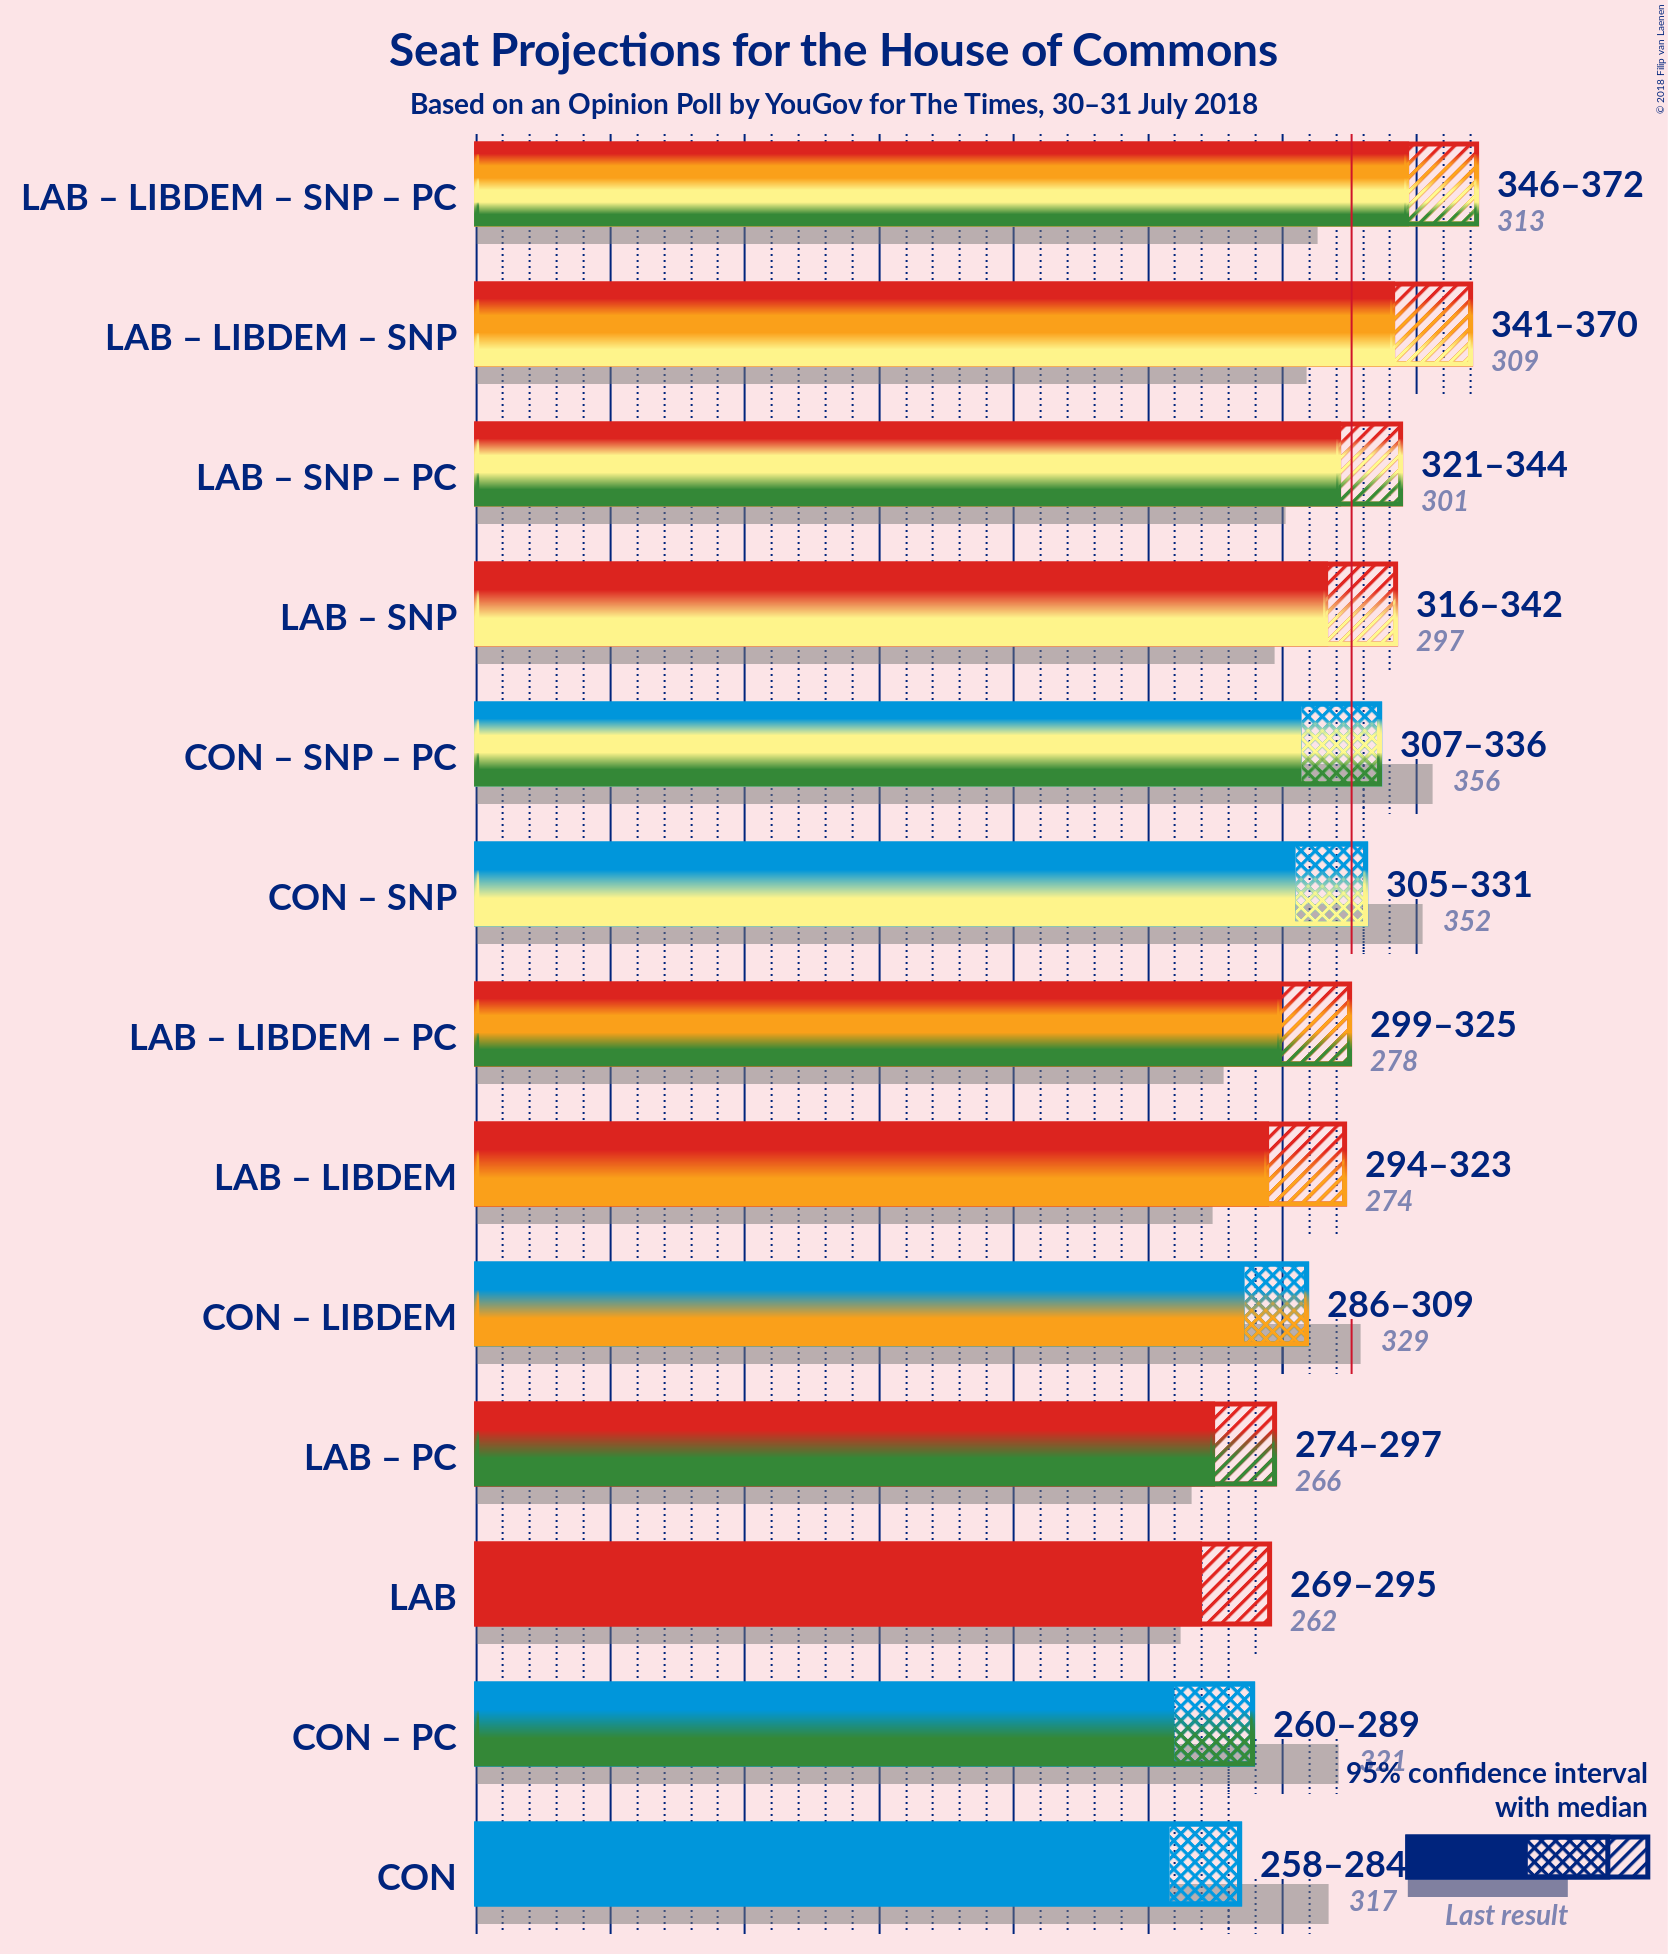 © 2018 Filip van Laenen
Seat Projections for the House of Commons
Based on an Opinion Poll by YouGov for The Times, 30–31 July 2018
LAB – LIBDEM – SNP – PC
346–372
313
LAB – LIBDEM – SNP
341–370
309
LAB – SNP – PC
321–344
301
LAB – SNP
316–342
297
CON – SNP – PC
307–336
356
CON – SNP
305–331
352
LAB – LIBDEM – PC
299–325
278
LAB – LIBDEM
294–323
274
CON – LIBDEM
286–309
329
LAB – PC
274–297
266
LAB
269–295
262
CON – PC
260–289
321
95% confidence interval
with median
CON
258–284
317
Last result